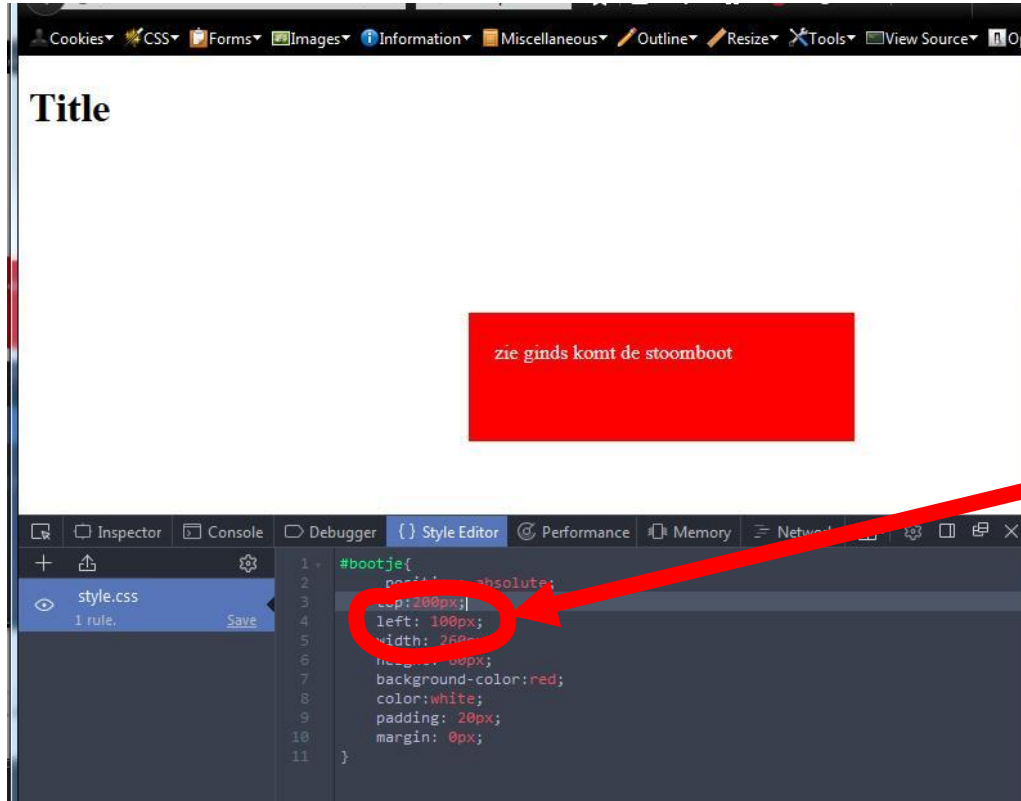 Cookies▾ CSS▾ Forms▾ Images▾ Information▾ Miscellaneous▾ Outline▾ Resize▾ Tools▾ View Source▾
Title
zie ginds komt de stoomboot
Inspector Console Debugger {} Style Editor Performance Memory
style.css
1 rule. Save
1 #bootje{
2 absolute;
3 top:200px;
4 left: 100px;
5 width:
6
7 background-color:red;
8 color:white;
9 padding: 20px;
10 margin: 0px;
11 }